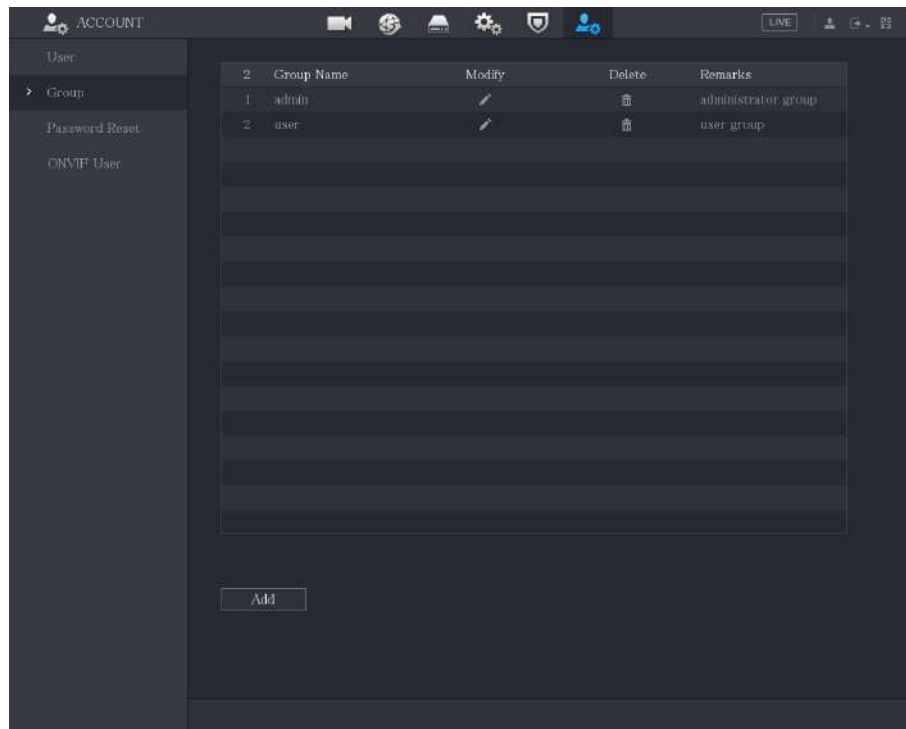 ACCOUNT LIVE
User
Group
Password Reset
ONVIF User
2 Group Name Modify Delete Remarks
1 admin administrator group
2 user user group
Add